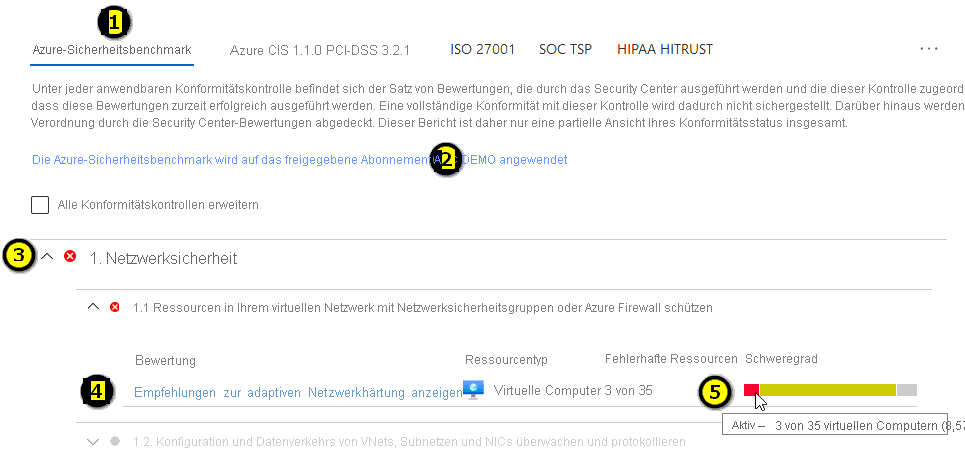 1
Azure-Sicherheitsbenchmark Azure CIS 1.1.0 PCI-DSS 3.2.1 ISO 27001 SOC TSP HIPAA HITRUST ...
Unter jeder anwendbaren Konformitätskontrolle befindet sich der Satz von Bewertungen, die durch das Security Center ausgeführt werden und die dieser Kontrolle zugeord
dass diese Bewertungen zurzeit erfolgreich ausgeführt werden. Eine vollständige Konformität mit dieser Kontrolle wird dadurch nicht sichergestellt. Darüber hinaus werden
Verordnung durch die Security Center-Bewertungen abgedeckt. Dieser Bericht ist daher nur eine partielle Ansicht Ihres Konformitätsstatus insgesamt.
Die Azure-Sicherheitsbenchmark wird auf das freigegebene Abonnement 2 DEMO angewendet
Alle Konformitätskontrollen erweitern
3 1. Netzwerksicherheit
1.1 Ressourcen in Ihrem virtuellen Netzwerk mit Netzwerksicherheitsgruppen oder Azure Firewall schützen
Bewertung Ressourcentyp Fehlerhafte Ressourcen Schweregrad
4 Empfehlungen zur adaptiven Netzwerkhärtung anzeigen Virtuelle Computer 3 von 35 5
Aktiv – 3 von 35 virtuellen Computern (8,57
1.2. Konfiguration und Datenverkehrs von VNets, Subnetzen und NICs überwachen und protokollieren